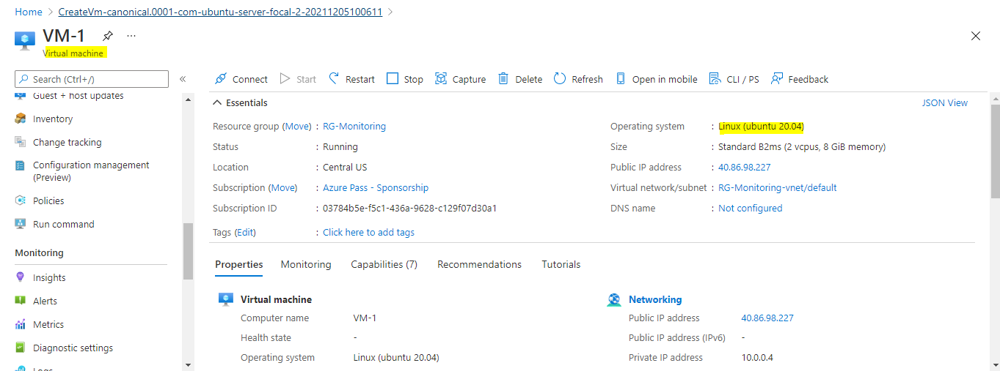 Home > CreateVm-canonical.0001-com-ubuntu-server-focal-2-20211205100611 >
VM-1 ...
Virtual machine
Search (Ctrl+/) «
Connect Start Restart Stop Capture Delete Refresh Open in mobile CLI / PS Feedback
Guest + host updates
Inventory
Change tracking
Configuration management
(Preview)
Policies
Run command
Monitoring
Insights
Alerts
Metrics
Diagnostic settings
Logs
Essentials JSON View
Resource group (Move) : RG-Monitoring
Status : Running
Location : Central US
Subscription (Move) : Azure Pass - Sponsorship
Subscription ID : 03784b5e-f5c1-436a-9628-c129f07d30a1
Tags (Edit) : Click here to add tags
Operating system : Linux (ubuntu 20.04)
Size : Standard B2ms (2 vcpus, 8 GiB memory)
Public IP address : 40.86.98.227
Virtual network/subnet : RG-Monitoring-vnet/default
DNS name : Not configured
Properties Monitoring Capabilities (7) Recommendations Tutorials
Virtual machine
Computer name VM-1
Health state -
Operating system Linux (ubuntu 20.04)
Networking
Public IP address 40.86.98.227
Public IP address (IPv6) -
Private IP address 10.0.0.4